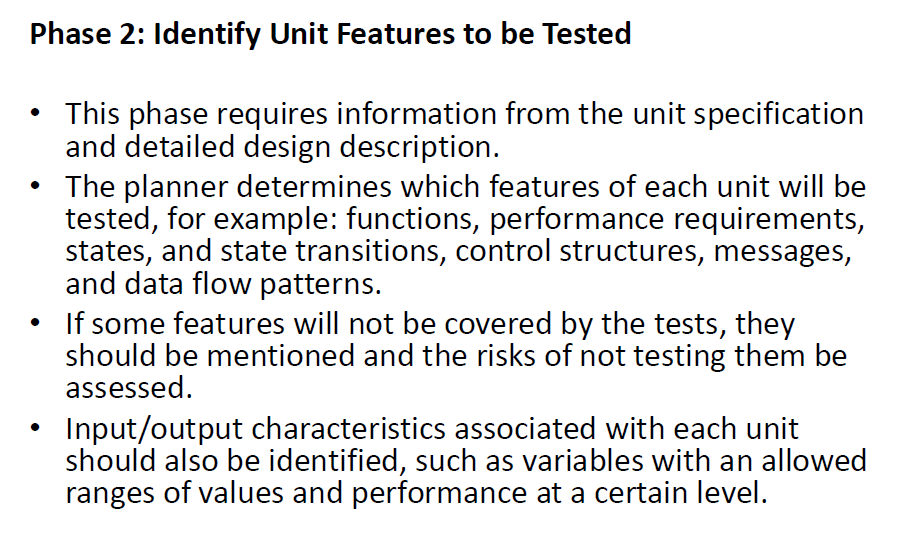 Phase 2: Identify Unit Features to be Tested
• This phase requires information from the unit specification
and detailed design description.
• The planner determines which features of each unit will be
tested, for example: functions, performance requirements,
states, and state transitions, control structures, messages,
and data flow patterns.
• If some features will not be covered by the tests, they
should be mentioned and the risks of not testing them be
assessed.
• Input/output characteristics associated with each unit
should also be identified, such as variables with an allowed
ranges of values and performance at a certain level.